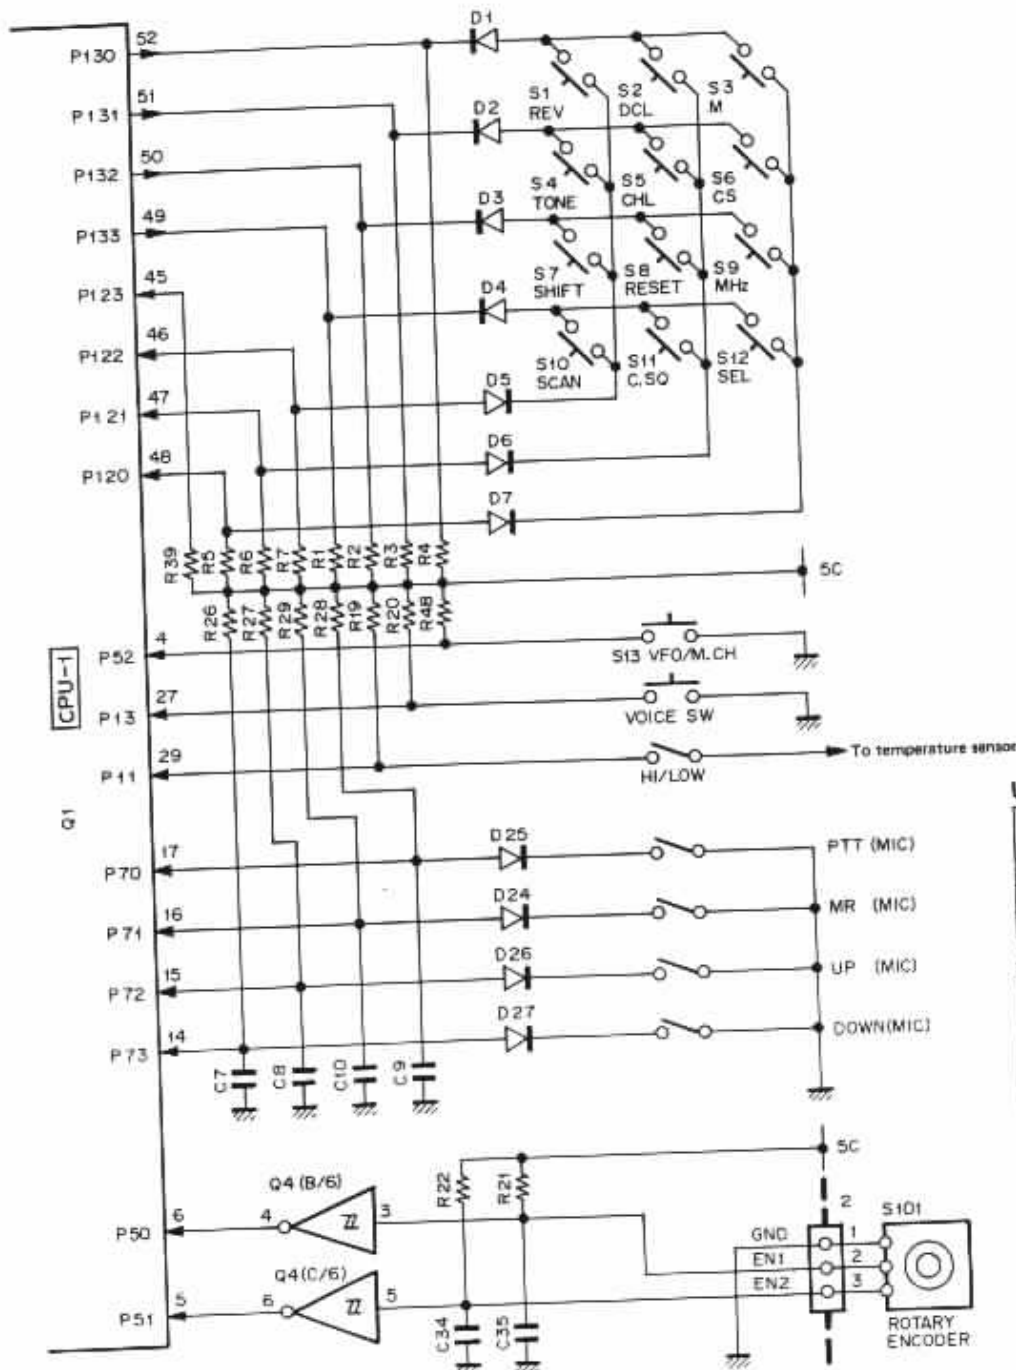 52
D1
P130
51
S1
REV
S2
DCL
S3
M
P131
D2
50
P132
S4
TONE
S5
CHL
S6
CS
49
D3
P133
S7
SHIFT
S8
RESET
S9
MHz
45
D4
P123
46
S10
SCAN
S11
C.SQ
S12
SEL
P122
D5
47
P121
D6
48
P120
D7
R39
R5
R6
R7
R1
R2
R3
R4
5C
R26
R27
R29
R28
R19
R20
R48
4
P52
S13 VFO/M.CH
CPU-1
27
P13
VOICE SW
29
P11
HI/LOW
To temperature sensor
Q1
17
P70
D25
PTT (MIC)
16
P71
D24
MR (MIC)
15
P72
D26
UP (MIC)
14
P73
D27
DOWN(MIC)
C7
C8
C10
C9
5C
R22
R21
Q4 (B/6)
2
S101
P50
6
4
3
GND
1
EN1
2
Q4 (C/6)
EN2
3
P51
5
6
5
C34
C35
ROTARY
ENCODER